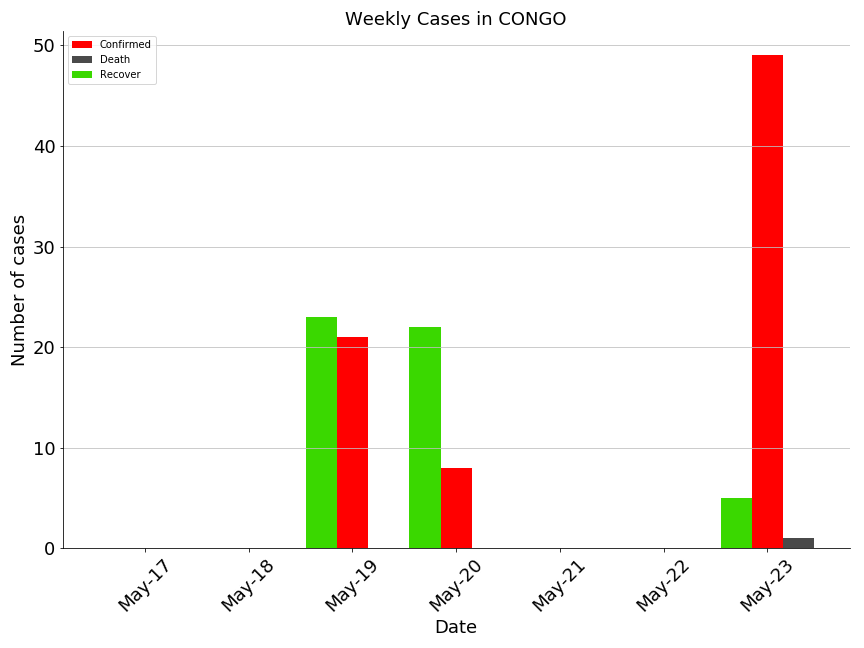 Weekly Cases in CONGO
Confirmed
Death
Recover
Number of cases
50
40
30
20
10
0
May-17
May-18
May-19
May-20
May-21
May-22
May-23
Date